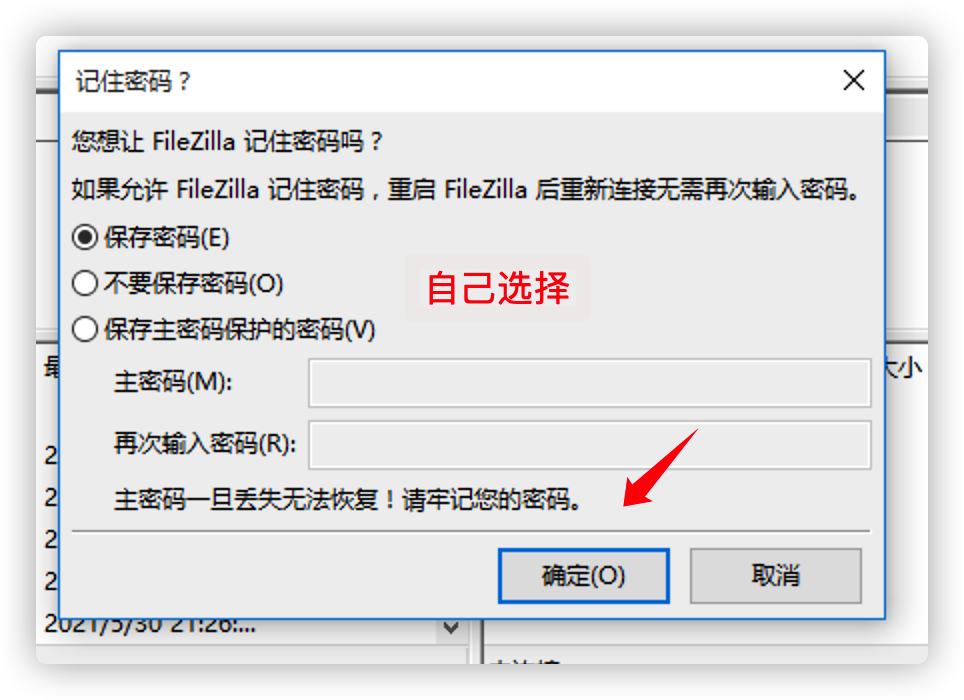 记住密码？
您想让 FileZilla 记住密码吗？
如果允许 FileZilla 记住密码，重启 FileZilla 后重新连接无需再次输入密码。
保存密码(E)
不要保存密码(O)
自己选择
保存主密码保护的密码(V)
大小
主密码(M):
再次输入密码(R):
主密码一旦丢失无法恢复！请牢记您的密码。
确定(O)
取消
2021/5/30 21:26:...